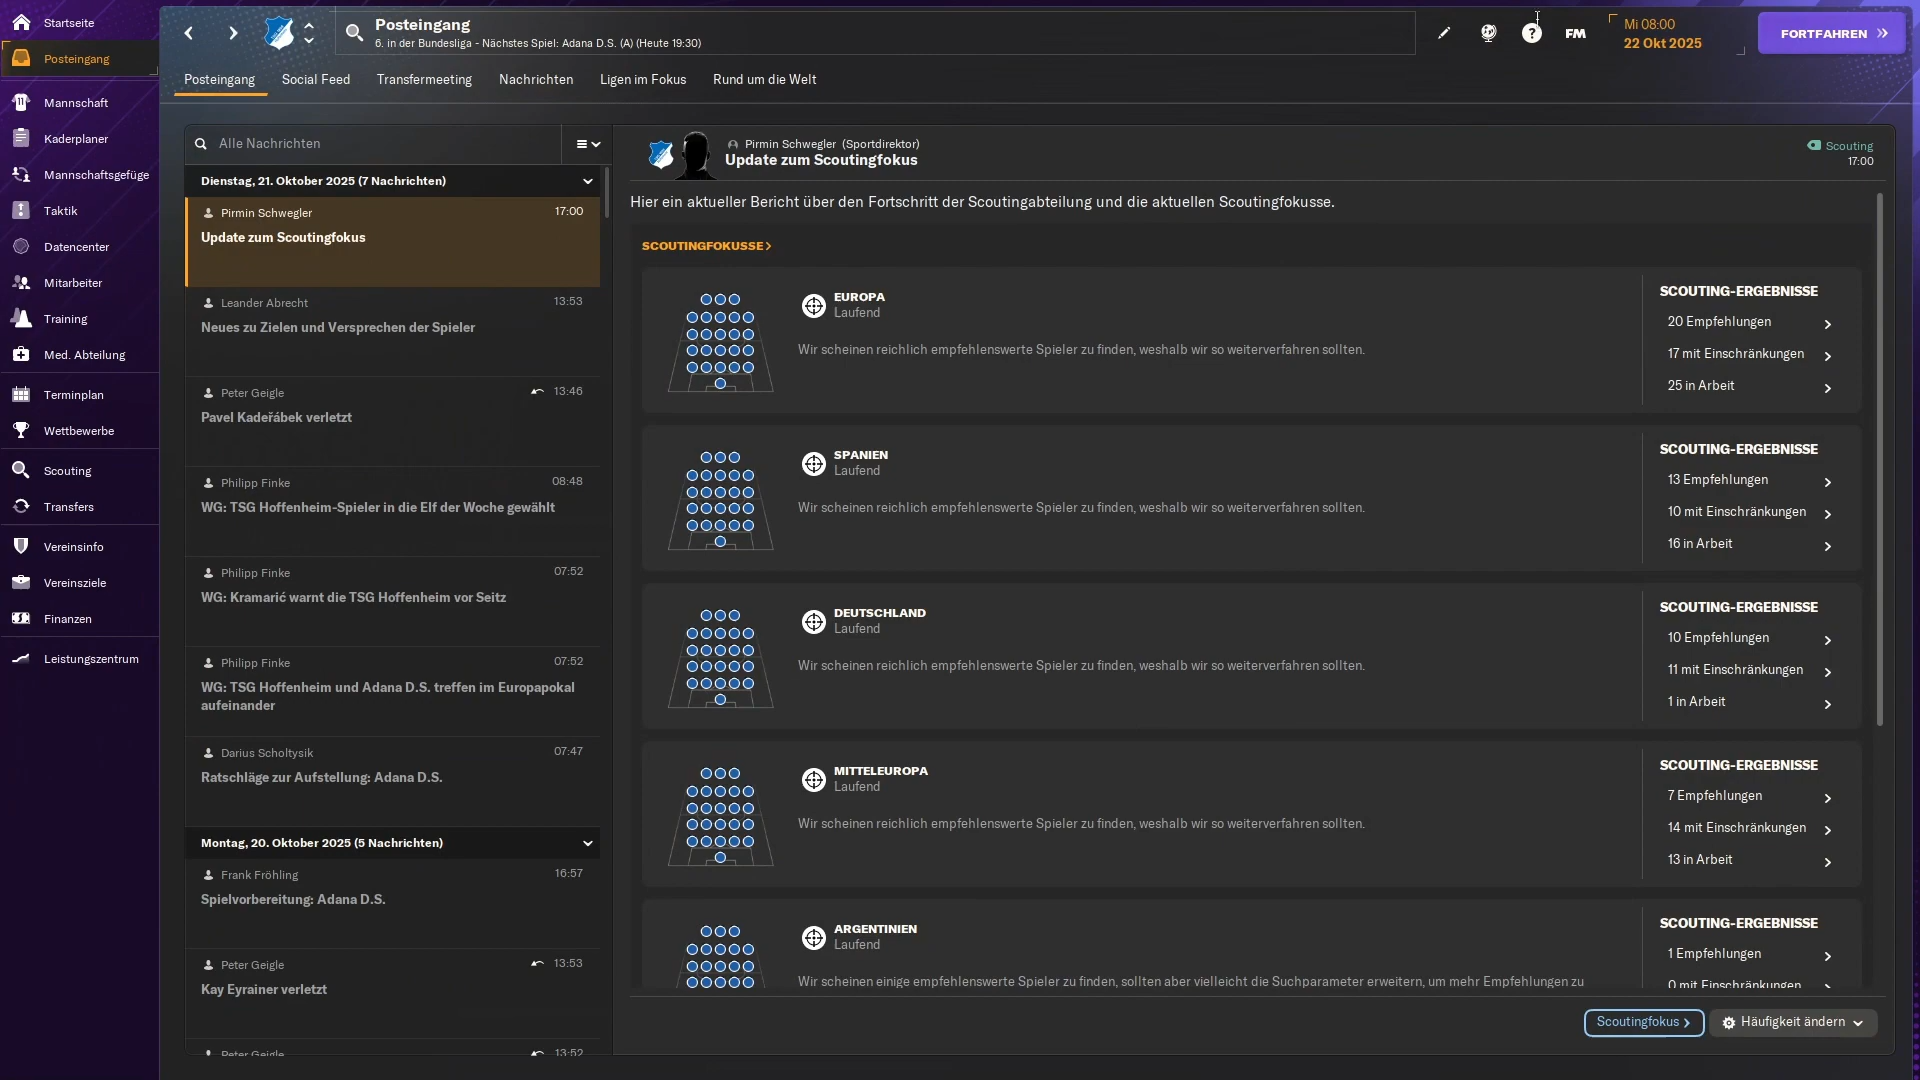 Startseite
Posteingang
Mannschaft
Kaderplaner
Mannschaftsgefüge
Taktik
Datencenter
Mitarbeiter
Training
Med. Abteilung
Terminplan
Wettbewerbe
Scouting
Transfers
Vereinsinfo
Vereinsziele
Finanzen
Leistungszentrum
Posteingang
6. in der Bundesliga - Nächstes Spiel: Adana D.S. (A) (Heute 19:30)
FM
Mi 08:00
22 Okt 2025
FORTFAHREN
Posteingang Social Feed Transfermeeting Nachrichten Ligen im Fokus Rund um die Welt
Alle Nachrichten
Dienstag, 21. Oktober 2025 (7 Nachrichten)
Pirmin Schwegler 17:00
Update zum Scoutingfokus
Leander Abrecht 13:53
Neues zu Zielen und Versprechen der Spieler
Peter Geigle 13:46
Pavel Kadeřábek verletzt
Philipp Finke 08:48
WG: TSG Hoffenheim-Spieler in die Elf der Woche gewählt
Philipp Finke 07:52
WG: Kramarić warnt die TSG Hoffenheim vor Seitz
Philipp Finke 07:52
WG: TSG Hoffenheim und Adana D.S. treffen im Europapokal
aufeinander
Darius Scholtysik 07:47
Ratschläge zur Aufstellung: Adana D.S.
Montag, 20. Oktober 2025 (5 Nachrichten)
Frank Fröhling 16:57
Spielvorbereitung: Adana D.S.
Peter Geigle 13:53
Kay Eyrainer verletzt
Peter Geigle 13:52
Pirmin Schwegler (Sportdirektor)
Update zum Scoutingfokus
Scouting
17:00
Hier ein aktueller Bericht über den Fortschritt der Scoutingabteilung und die aktuellen Scoutingfokusse.
SCOUTINGFOKUSSE
EUROPA
Laufend
Wir scheinen reichlich empfehlenswerte Spieler zu finden, weshalb wir so weiterverfahren sollten.
SCOUTING-ERGEBNISSE
20 Empfehlungen
17 mit Einschränkungen
25 in Arbeit
SPANIEN
Laufend
Wir scheinen reichlich empfehlenswerte Spieler zu finden, weshalb wir so weiterverfahren sollten.
SCOUTING-ERGEBNISSE
13 Empfehlungen
10 mit Einschränkungen
16 in Arbeit
DEUTSCHLAND
Laufend
Wir scheinen reichlich empfehlenswerte Spieler zu finden, weshalb wir so weiterverfahren sollten.
SCOUTING-ERGEBNISSE
10 Empfehlungen
11 mit Einschränkungen
1 in Arbeit
MITTELEUROPA
Laufend
Wir scheinen reichlich empfehlenswerte Spieler zu finden, weshalb wir so weiterverfahren sollten.
SCOUTING-ERGEBNISSE
7 Empfehlungen
14 mit Einschränkungen
13 in Arbeit
ARGENTINIEN
Laufend
Wir scheinen einige empfehlenswerte Spieler zu finden, sollten aber vielleicht die Suchparameter erweitern, um mehr Empfehlungen zu
SCOUTING-ERGEBNISSE
1 Empfehlungen
0 mit Einschränkungen
Scoutingfokus
Häufigkeit ändern